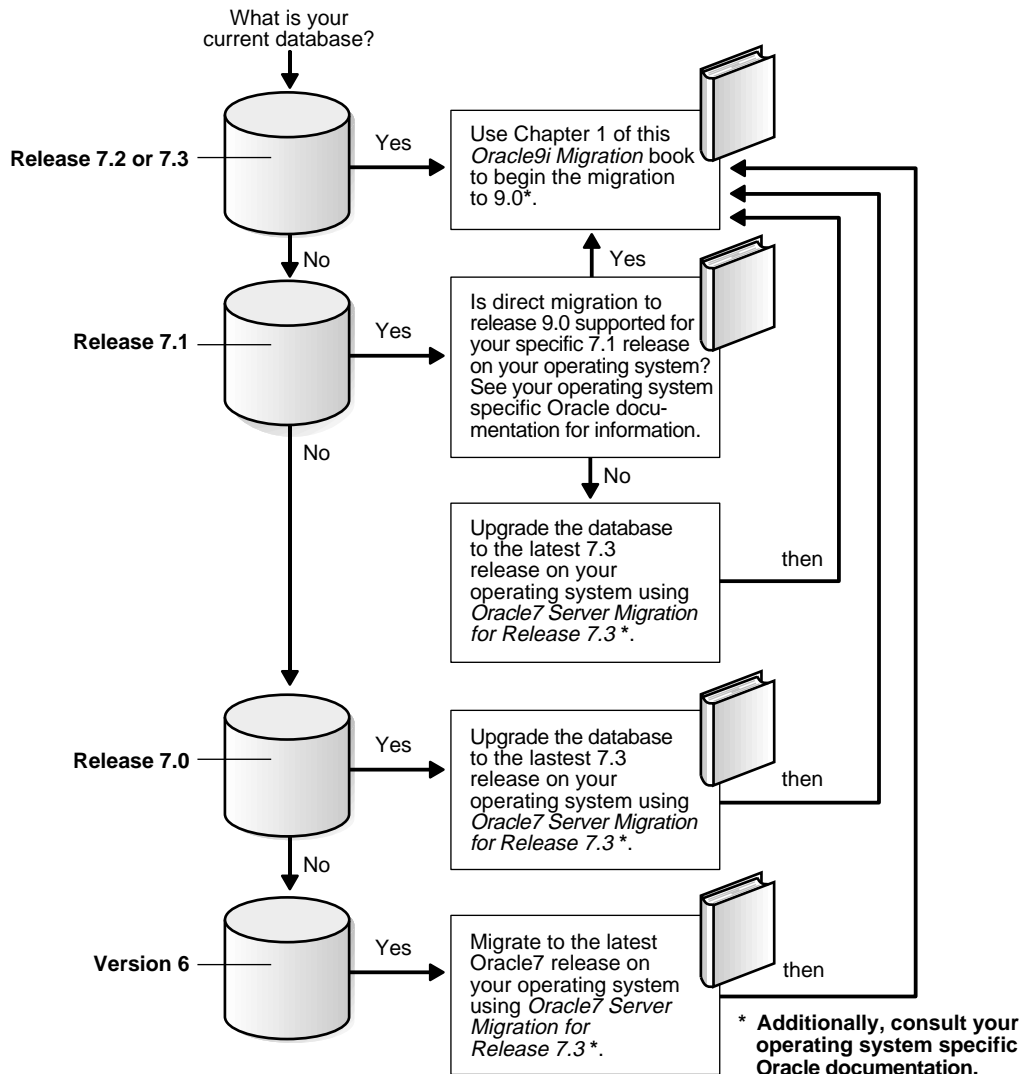 What is your
current database?
Release 7.2 or 7.3
Yes
Use Chapter 1 of this
Oracle9i Migration book
to begin the migration
to 9.0*.
No
Yes
Release 7.1
Yes
Is direct migration to
release 9.0 supported for
your specific 7.1 release
on your operating system?
See your operating system
specific Oracle docu-
mentation for information.
No
No
Upgrade the database
to the latest 7.3
release on your
operating system using
Oracle7 Server Migration
for Release 7.3 *.
then
Release 7.0
Yes
Upgrade the database
to the lastest 7.3
release on your
operating system using
Oracle7 Server Migration
for Release 7.3 *.
then
No
Version 6
Yes
Migrate to the latest
Oracle7 release on
your operating system
using Oracle7 Server
Migration for
Release 7.3 *.
then
* Additionally, consult your
operating system specific
Oracle documentation.